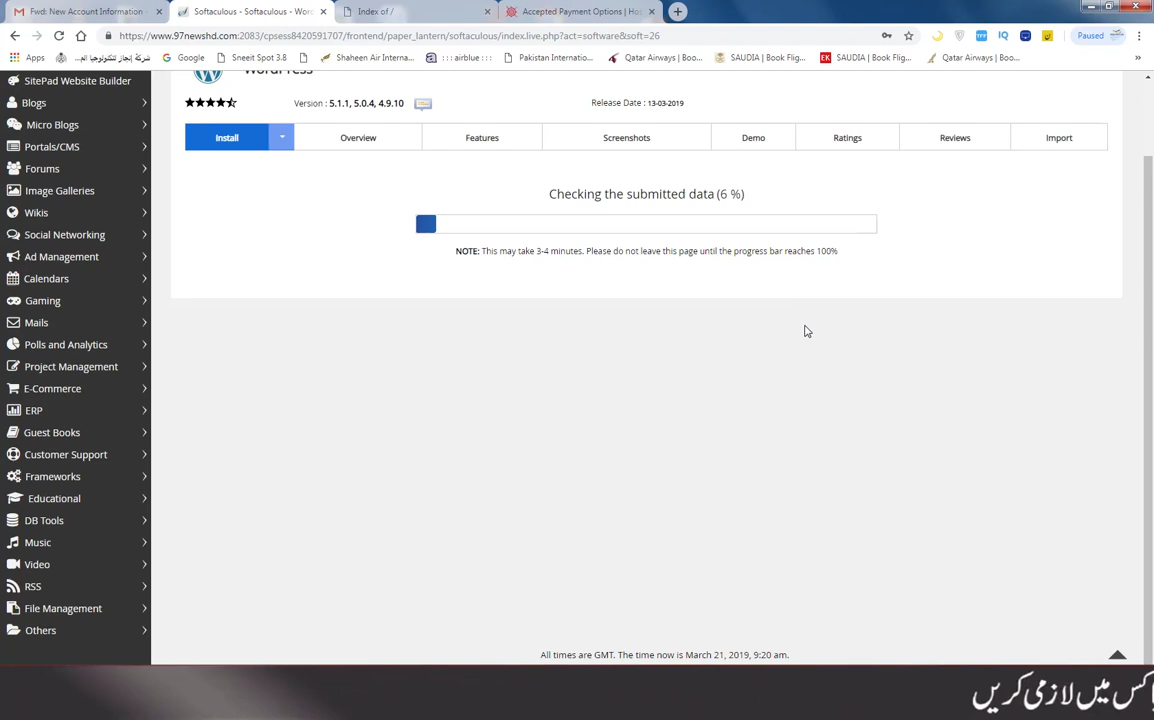 Fwd: New Account Information -
Softaculous - Softaculous - Wor
Index of /
Accepted Payment Options | Hos
https://www.97newshd.com:2083/cpsess8420591707/frontend/paper_lantern/softaculous/index.live.php?act=software&soft=26
Paused
Apps
شركة إنجاز لتكنولوجيا الم...
Google
Sneeit Spot 3.8
Shaheen Air Interna...
::: airblue :::
Pakistan Internatio...
Qatar Airways | Boo...
SAUDIA | Book Flig...
SAUDIA | Book Flig...
Qatar Airways | Boo...
»
SitePad Website Builder
Blogs
Micro Blogs
Portals/CMS
Forums
Image Galleries
Wikis
Social Networking
Ad Management
Calendars
Gaming
Mails
Polls and Analytics
Project Management
E-Commerce
ERP
Guest Books
Customer Support
Frameworks
Educational
DB Tools
Music
Video
RSS
File Management
Others
WordPress
Version : 5.1.1, 5.0.4, 4.9.10
Release Date : 13-03-2019
Install
Overview
Features
Screenshots
Demo
Ratings
Reviews
Import
Checking the submitted data (6 %)
NOTE: This may take 3-4 minutes. Please do not leave this page until the progress bar reaches 100%
All times are GMT. The time now is March 21, 2019, 9:20 am.
میں لازمی کریں